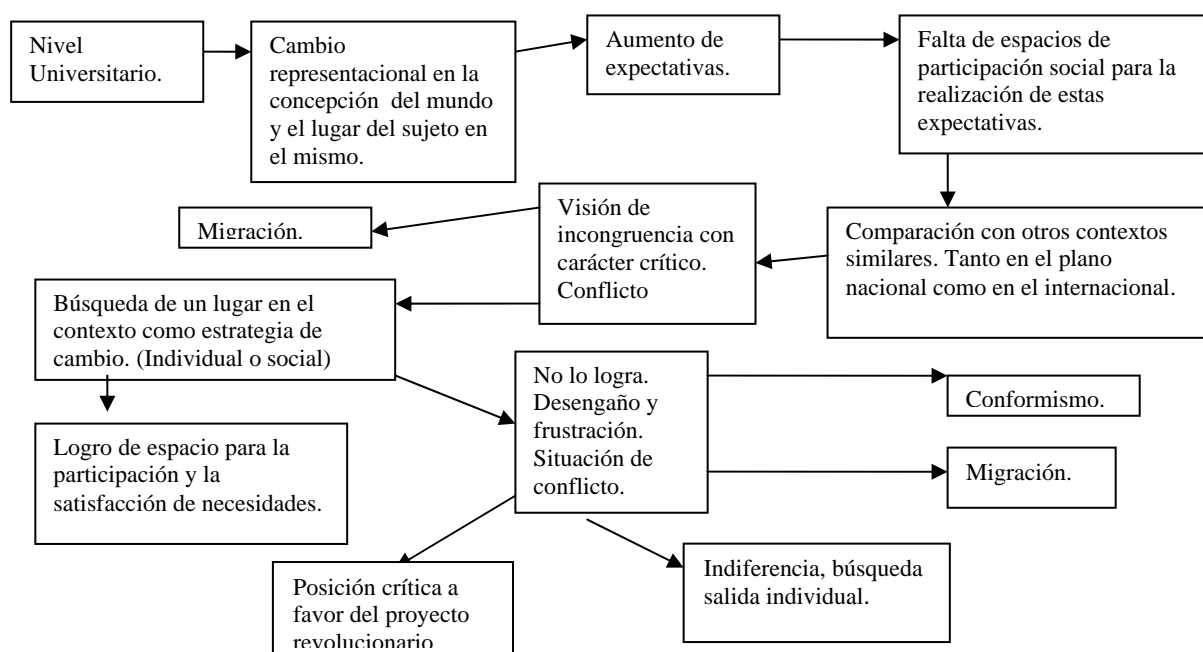 Nivel
Universitario.
Cambio
representacional en la
concepción del mundo
y el lugar del sujeto en
el mismo.
Aumento de
expectativas.
Falta de espacios de
participación social para la
realización de estas
expectativas.
Comparación con otros contextos
similares. Tanto en el plano
nacional como en el internacional.
Visión de
incongruencia con
carácter crítico.
Conflicto
Migración.
Búsqueda de un lugar en el
contexto como estrategia de
cambio. (Individual o social)
Logro de espacio para la
participación y la
satisfacción de necesidades.
No lo logra.
Desengaño y
frustración.
Situación de
conflicto.
Conformismo.
Migración.
Indiferencia, búsqueda
salida individual.
Posición crítica a
favor del proyecto
revolucionario